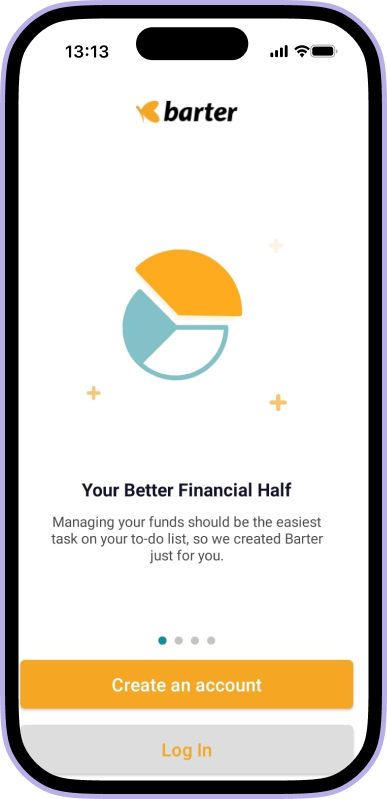 13:13
barter
Your Better Financial Half
Managing your funds should be the easiest
task on your to-do list, so we created Barter
just for you.
Create an account
Log In